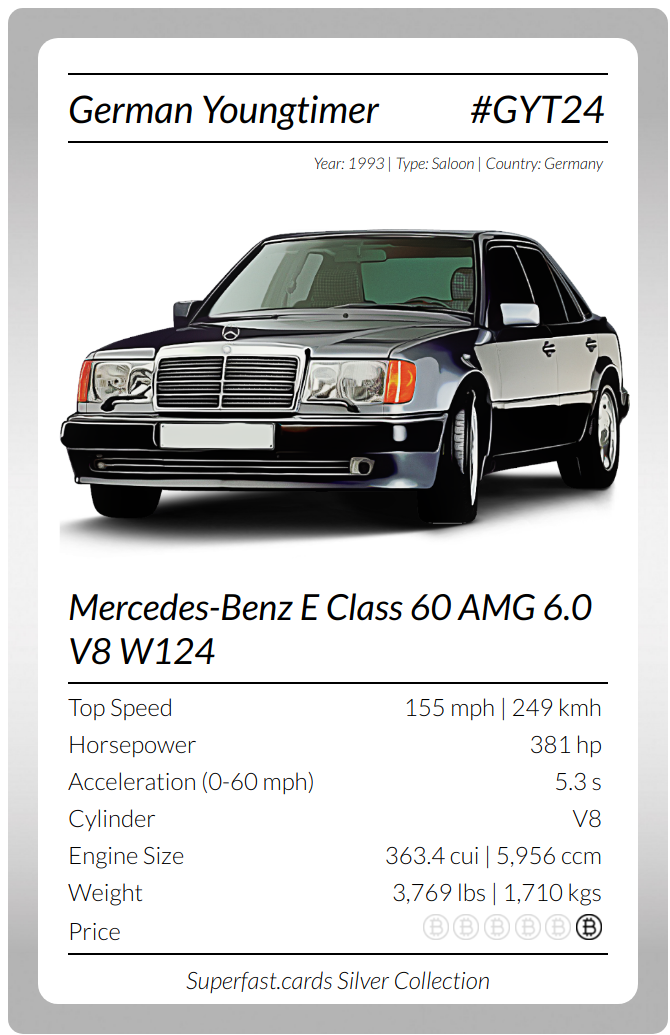 German Youngtimer #GYT24
Year: 1993 | Type: Saloon | Country: Germany
Mercedes-Benz E Class 60 AMG 6.0
V8 W124
Top Speed 155 mph | 249 kmh
Horsepower 381 hp
Acceleration (0-60 mph) 5.3 s
Cylinder V8
Engine Size 363.4 cui | 5,956 ccm
Weight 3,769 lbs | 1,710 kgs
Price
Superfast.cards Silver Collection